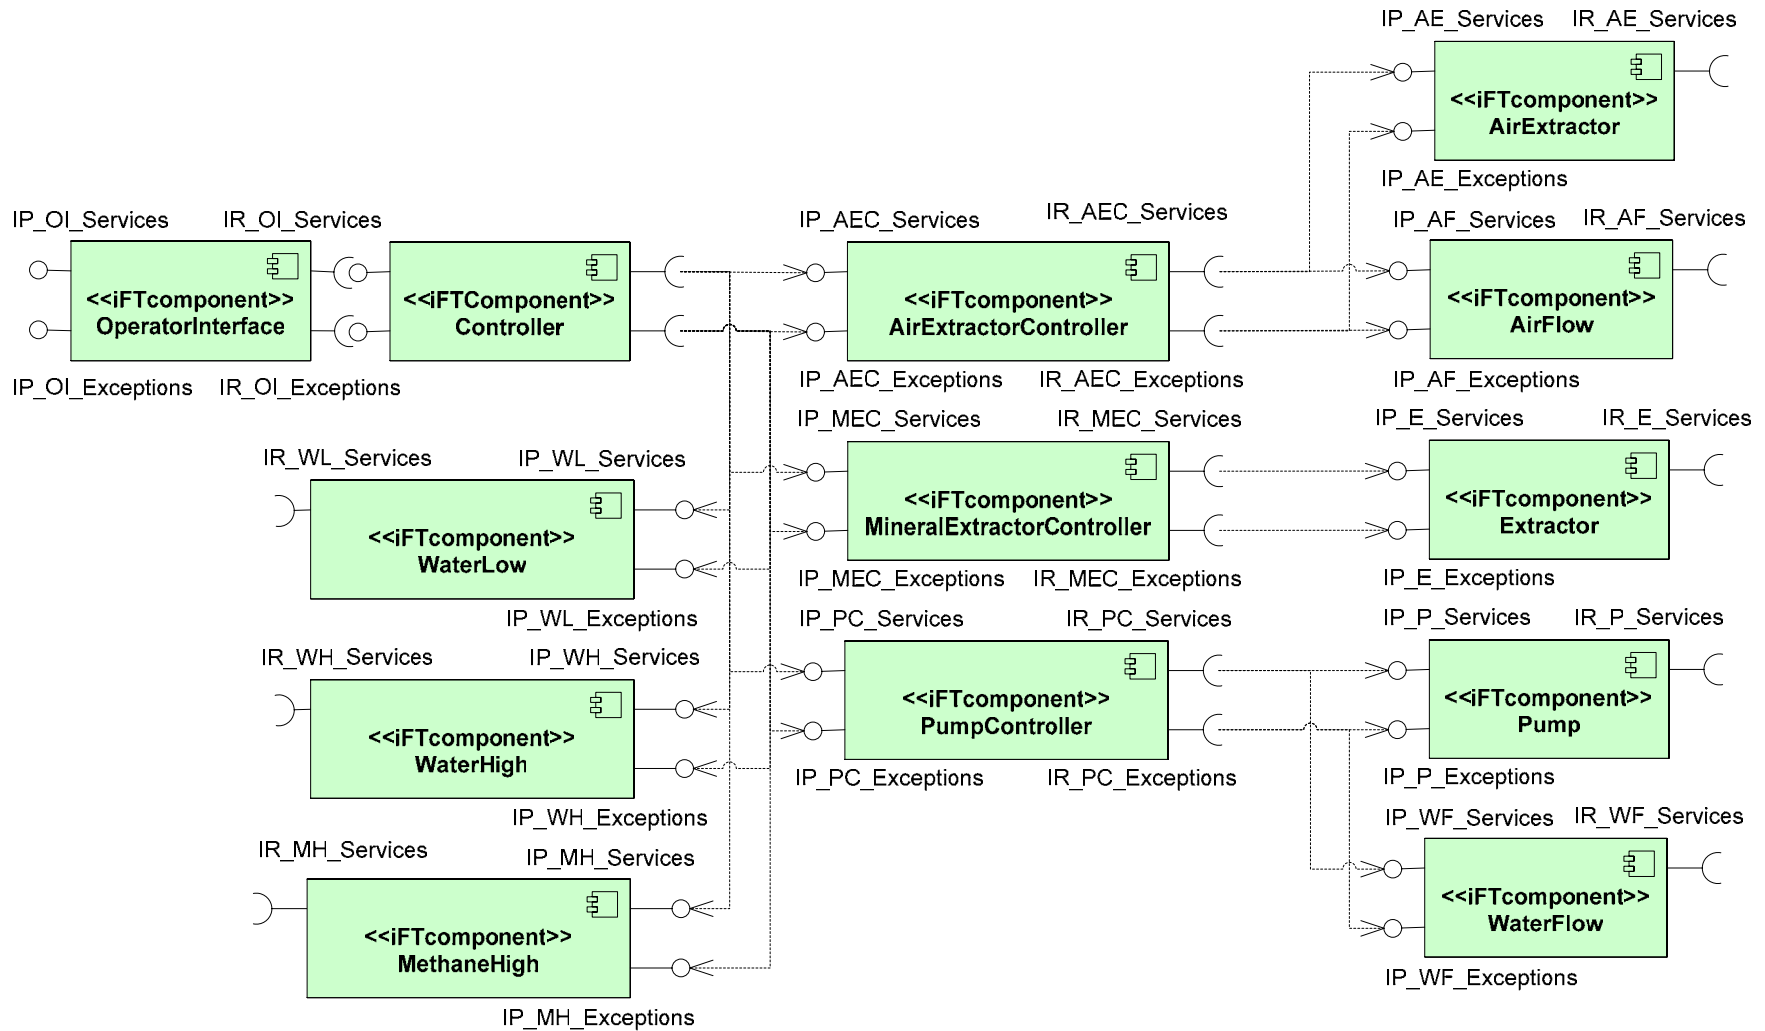 IP_AE_Services
IR_AE_Services
<<iFTcomponent>>
AirExtractor
IP_AE_Exceptions
IP_OI_Services
IR_OI_Services
<<iFTcomponent>>
OperatorInterface
IP_OI_Exceptions
IR_OI_Exceptions
<<iFTComponent>>
Controller
IP_AEC_Services
IR_AEC_Services
<<iFTcomponent>>
AirExtractorController
IP_AEC_Exceptions
IR_AEC_Exceptions
IP_AF_Services
IR_AF_Services
<<iFTcomponent>>
AirFlow
IP_AF_Exceptions
IR_WL_Services
IP_WL_Services
<<iFTcomponent>>
WaterLow
IP_WL_Exceptions
IP_MEC_Services
IR_MEC_Services
<<iFTcomponent>>
MineralExtractorController
IP_MEC_Exceptions
IR_MEC_Exceptions
IP_E_Services
IR_E_Services
<<iFTcomponent>>
Extractor
IP_E_Exceptions
IR_WH_Services
IP_WH_Services
<<iFTcomponent>>
WaterHigh
IP_WH_Exceptions
IP_PC_Services
IR_PC_Services
<<iFTcomponent>>
PumpController
IP_PC_Exceptions
IR_PC_Exceptions
IP_P_Services
IR_P_Services
<<iFTcomponent>>
Pump
IP_P_Exceptions
IR_MH_Services
IP_MH_Services
<<iFTcomponent>>
MethaneHigh
IP_MH_Exceptions
IP_WF_Services
IR_WF_Services
<<iFTcomponent>>
WaterFlow
IP_WF_Exceptions